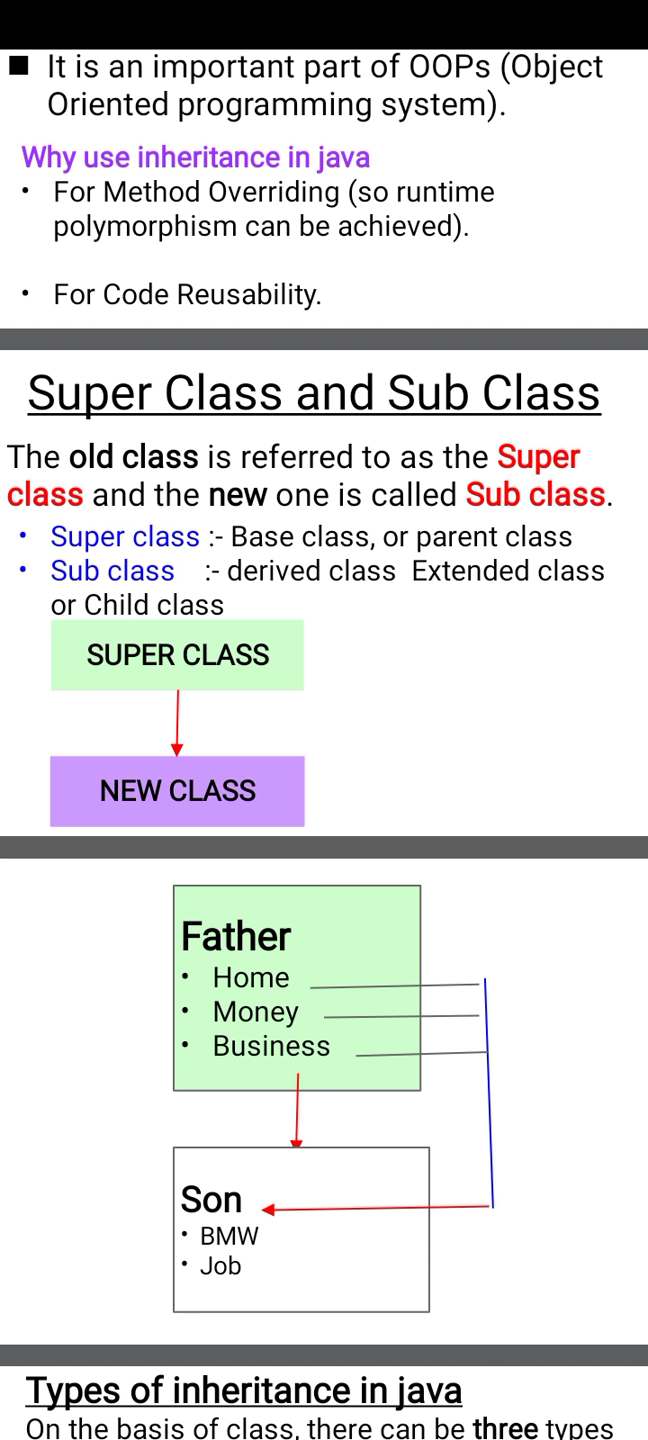 It is an important part of OOPs (Object
Oriented programming system).
Why use inheritance in java
• For Method Overriding (so runtime
polymorphism can be achieved).
• For Code Reusability.
Super Class and Sub Class
The old class is referred to as the Super
class and the new one is called Sub class.
• Super class :- Base class, or parent class
• Sub class :- derived class Extended class
or Child class
SUPER CLASS
NEW CLASS
Father
• Home
• Money
• Business
Son
• BMW
• Job
Types of inheritance in java
On the basis of class, there can be three types